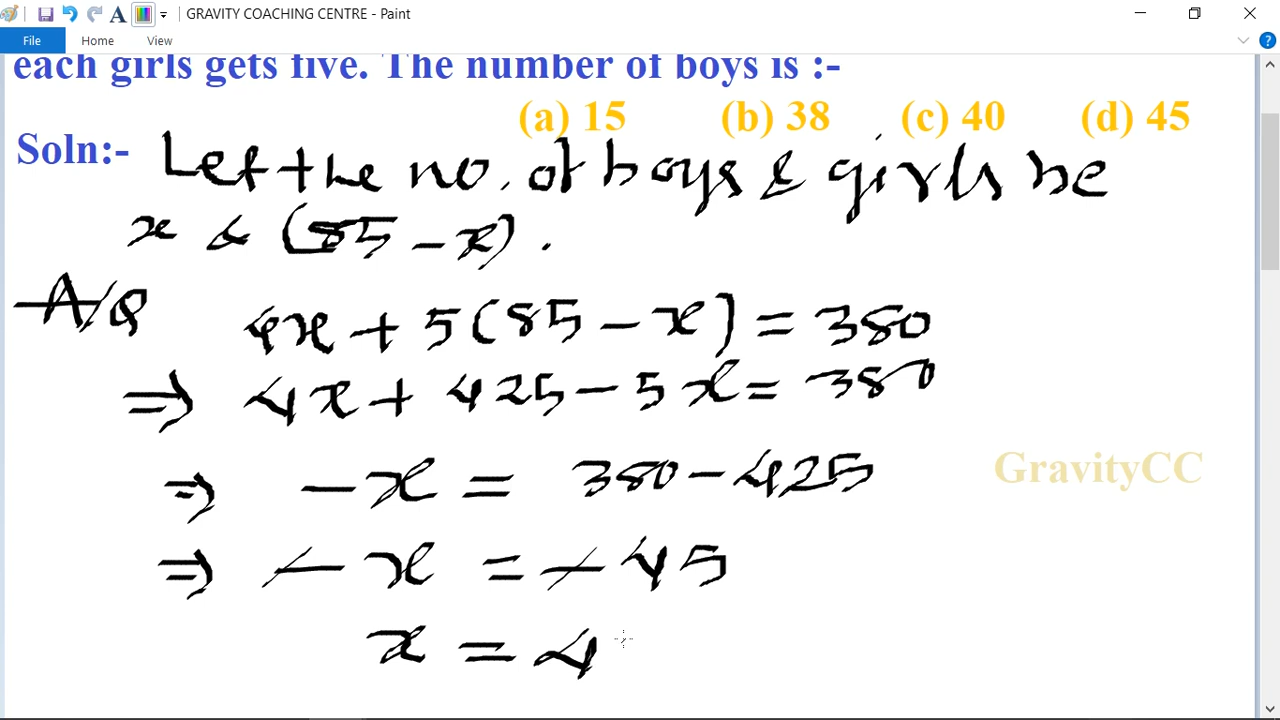 GRAVITY COACHING CENTRE - Paint
File Home View
each girls gets five. The number of boys is :-
(a) 15 (b) 38 (c) 40 (d) 45
Soln:- Let the no. of boys & girls be
x & (85 - x).
A/Q 4x + 5(85 - x) = 380
⇒ 4x + 425 - 5x = 380
⇒ -x = 380 - 425
GravityCC
⇒ -x = -45
x = 4